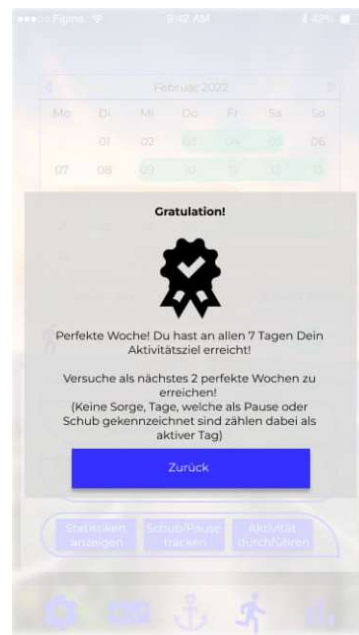 Figma 9:42 AM 42%
Februar 2022
Mo Di Mi Do Fr Sa So
01 02 03 04 05 06
07 08 09 10 11 12 13
Gratulation!
Perfekte Woche! Du hast an allen 7 Tagen Dein
Aktivitätsziel erreicht!
Versuche als nächstes 2 perfekte Wochen zu
erreichen!
(Keine Sorge, Tage, welche als Pause oder
Schub gekennzeichnet sind zählen dabei als
aktiver Tag)
Zurück
Statistiken Schub/Pause Aktivität
anzeigen tracken durchführen